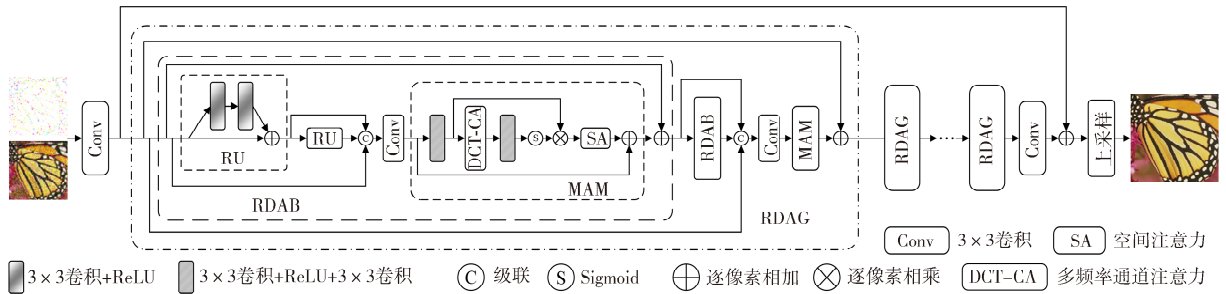 Conv
RU
RU
C
Conv
DCT-CA
S
SA
MAM
RDAB
RDAB
C
Conv
MAM
RDAG
RDAG
……
RDAG
Conv
上采样
Conv 3×3卷积 SA 空间注意力
3×3卷积+ReLU 3×3卷积+ReLU+3×3卷积 C 级联 S Sigmoid 逐像素相加 逐像素相乘 DCT-CA 多频率通道注意力